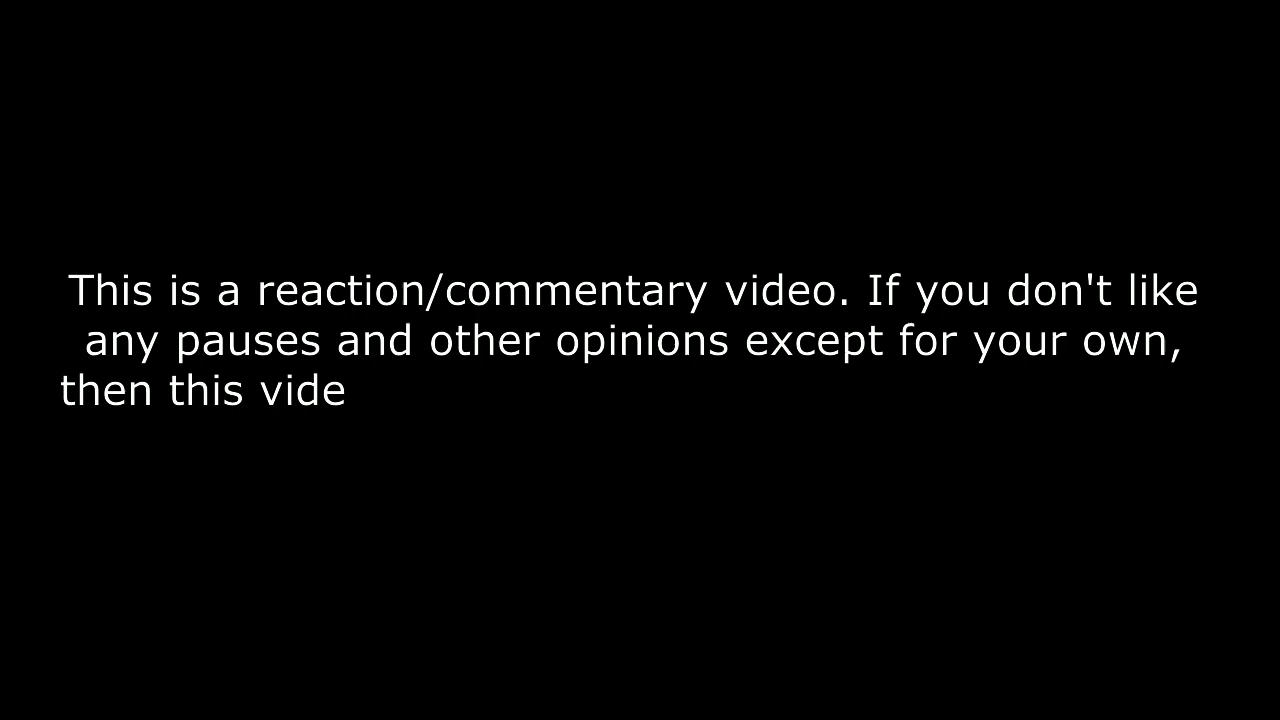 This is a reaction/commentary video. If you don't like
any pauses and other opinions except for your own,
then this vide